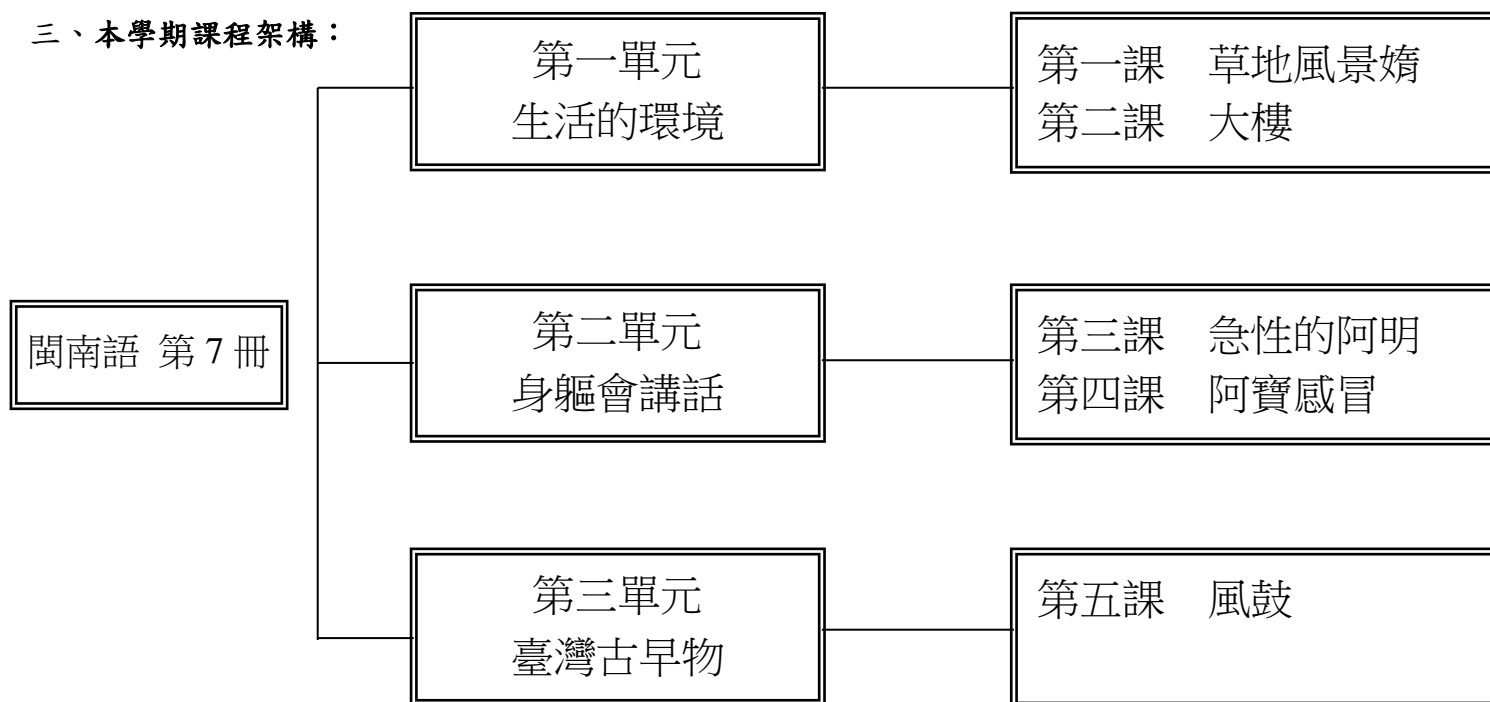 三、本學期課程架構：
第一單元
生活的環境
第一課　草地風景媠
第二課　大樓
閩南語 第 7 冊
第二單元
身軀會講話
第三課　急性的阿明
第四課　阿寶感冒
第三單元
臺灣古早物
第五課　風鼓